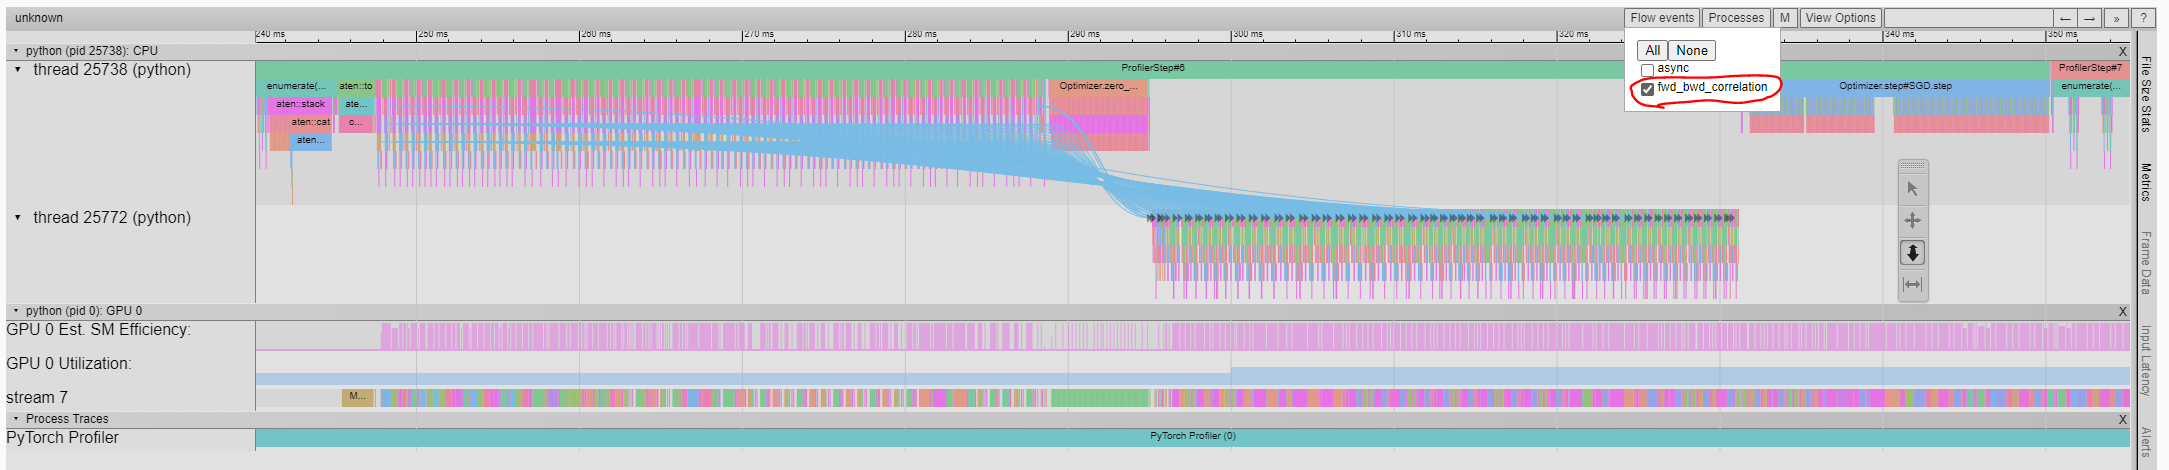 unknown
Flow events Processes M View Options ← → » ?
240 ms 250 ms 260 ms 270 ms 280 ms 290 ms 300 ms 310 ms 320 ms 340 ms 350 ms
All None
async
fwd_bwd_correlation
python (pid 25738): CPU X
thread 25738 (python)
ProfilerStep#6 ProfilerStep#7
enumerate(... aten::to Optimizer.zero_... Optimizer.step#SGD.step enumerate(...
aten::stack ate...
aten::cat c...
aten...
thread 25772 (python)
python (pid 0): GPU 0 X
GPU 0 Est. SM Efficiency:
GPU 0 Utilization:
stream 7 M...
Process Traces X
PyTorch Profiler PyTorch Profiler (0)
File Size Stats
Metrics
Frame Data
Input Latency
Alerts